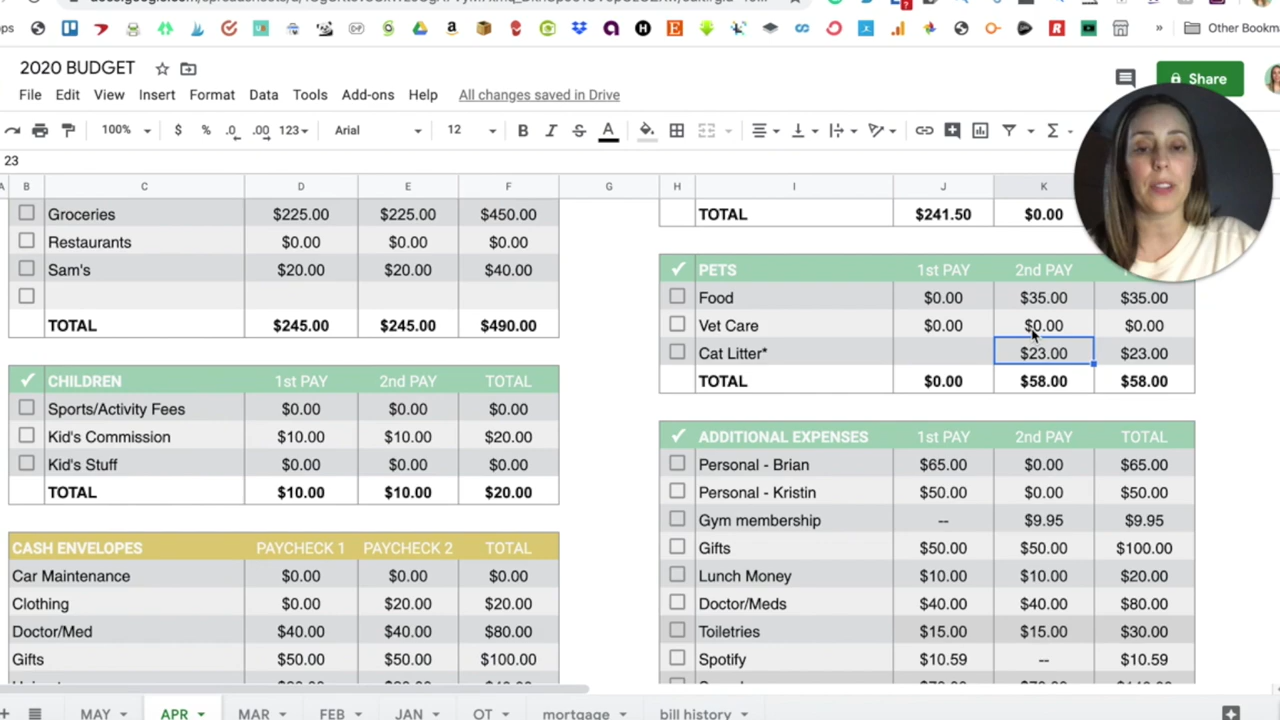 2020 BUDGET
Share
File Edit View Insert Format Data Tools Add-ons Help All changes saved in Drive
100% $ % .0 .00 123 Arial 12 B I S A Σ
Other Bookm
23
A B C D E F G H I J K
Groceries $225.00 $225.00 $450.00
Restaurants $0.00 $0.00 $0.00
Sam's $20.00 $20.00 $40.00
TOTAL $245.00 $245.00 $490.00
CHILDREN 1st PAY 2nd PAY TOTAL
Sports/Activity Fees $0.00 $0.00 $0.00
Kid's Commission $10.00 $10.00 $20.00
Kid's Stuff $0.00 $0.00 $0.00
TOTAL $10.00 $10.00 $20.00
CASH ENVELOPES PAYCHECK 1 PAYCHECK 2 TOTAL
Car Maintenance $0.00 $0.00 $0.00
Clothing $0.00 $20.00 $20.00
Doctor/Med $40.00 $40.00 $80.00
Gifts $50.00 $50.00 $100.00
TOTAL $241.50 $0.00
PETS 1st PAY 2nd PAY
Food $0.00 $35.00 $35.00
Vet Care $0.00 $0.00 $0.00
Cat Litter* $23.00 $23.00
TOTAL $0.00 $58.00 $58.00
ADDITIONAL EXPENSES 1st PAY 2nd PAY TOTAL
Personal - Brian $65.00 $0.00 $65.00
Personal - Kristin $50.00 $0.00 $50.00
Gym membership -- $9.95 $9.95
Gifts $50.00 $50.00 $100.00
Lunch Money $10.00 $10.00 $20.00
Doctor/Meds $40.00 $40.00 $80.00
Toiletries $15.00 $15.00 $30.00
Spotify $10.59 -- $10.59
MAY APR MAR FEB JAN OT mortgage bill history